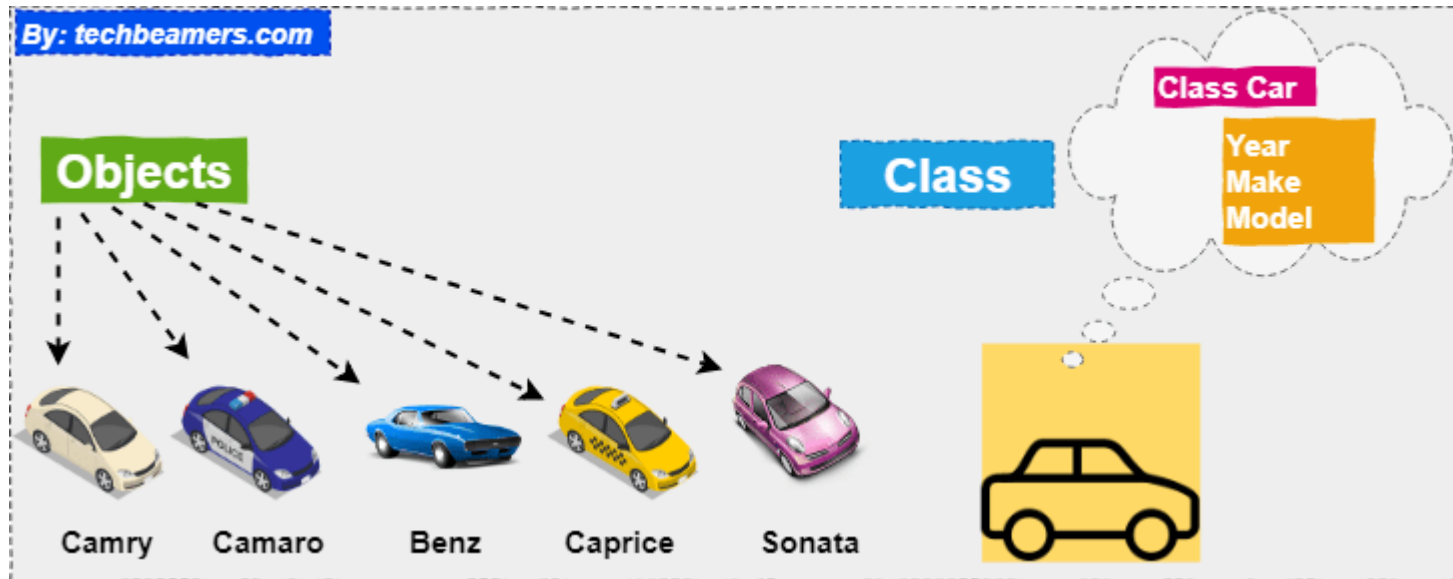 By: techbeamers.com
Class Car
Year
Make
Model
Objects
Class
POLICE
Camry
Camaro
Benz
Caprice
Sonata